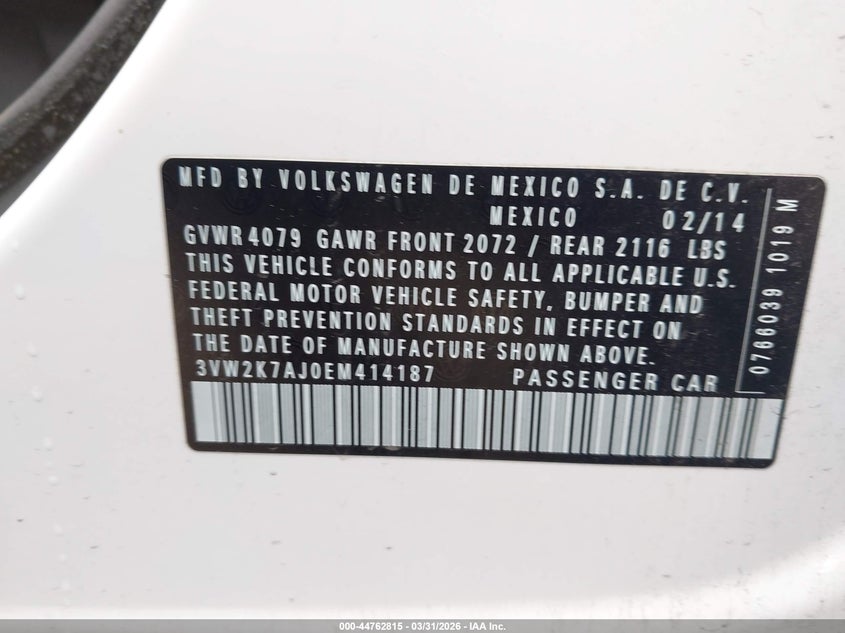 MFD BY VOLKSWAGEN DE MEXICO S.A. DE C.V.
MEXICO 02/14
GVWR 4079 GAWR FRONT 2072 / REAR 2116 LBS
THIS VEHICLE CONFORMS TO ALL APPLICABLE U.S.
FEDERAL MOTOR VEHICLE SAFETY, BUMPER AND
THEFT PREVENTION STANDARDS IN EFFECT ON
THE DATE OF MANUFACTURE SHOWN ABOVE.
3VW2K7AJ0EM414187 PASSENGER CAR
0766039 1019 M
000-44762815 - 03/31/2026 - IAA Inc.